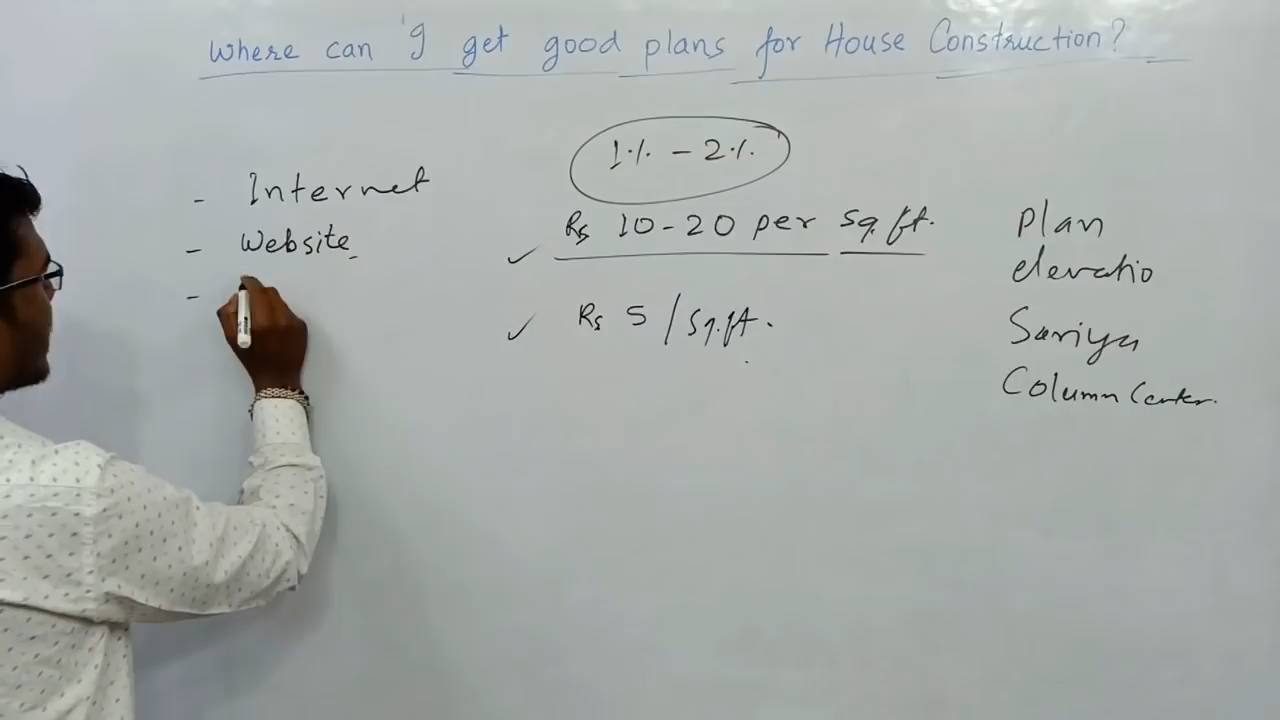 Where can I get good plans for House Construction?
- Internet
- Website
-
1% - 2%
Rs 10-20 per sq.ft.
Rs 5 / sq.ft.
Plan
elevatio
Sariya
Column Center.